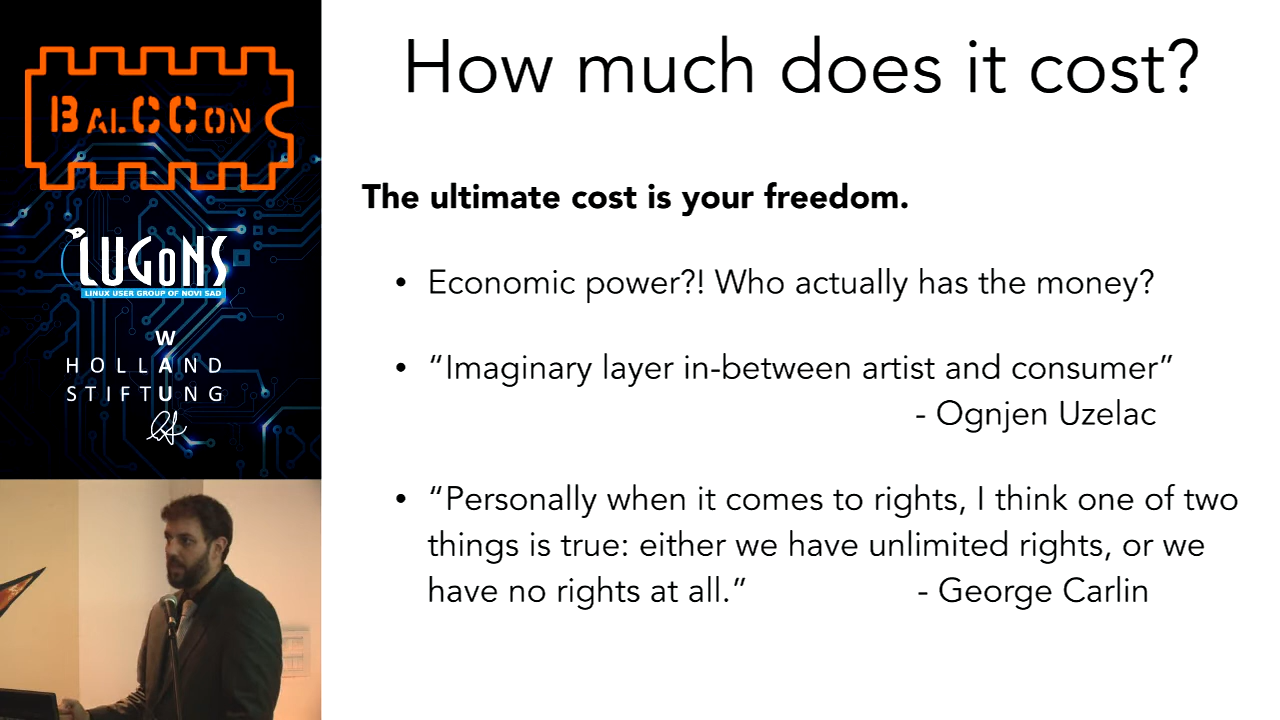 BALCCON
LUGoNS
LINUX USER GROUP OF NOVI SAD
W
HOLLAND
STIFTUNG
How much does it cost?
The ultimate cost is your freedom.
• Economic power?! Who actually has the money?
• “Imaginary layer in-between artist and consumer”
- Ognjen Uzelac
• “Personally when it comes to rights, I think one of two
things is true: either we have unlimited rights, or we
have no rights at all.” - George Carlin